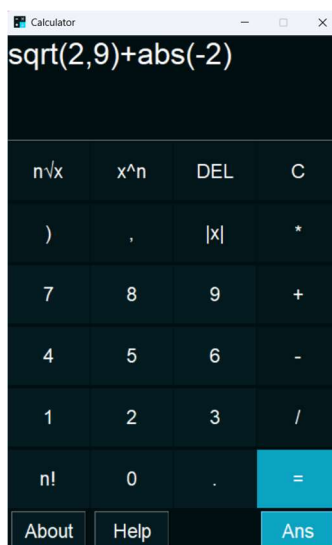 Calculator
sqrt(2,9)+abs(-2)
n√x x^n DEL C
) , |x| *
7 8 9 +
4 5 6 -
1 2 3 /
n! 0 . =
About Help Ans